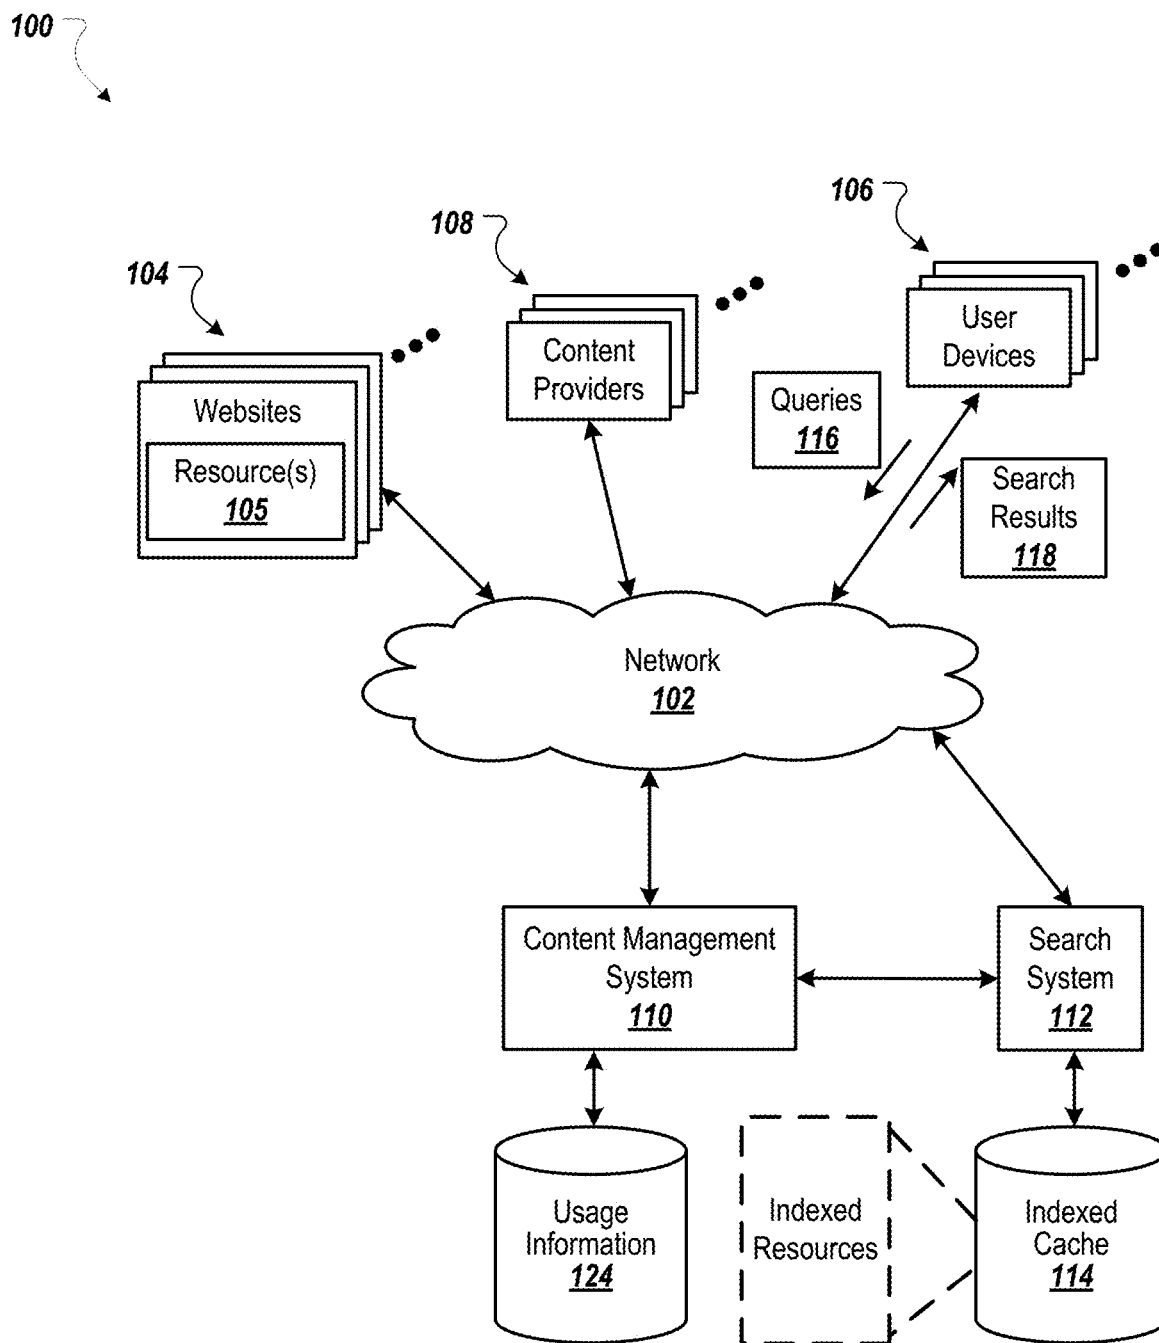 100
106
108
104
User
Devices
Content
Providers
Queries
116
Websites
Resource(s)
105
Search
Results
118
Network
102
Content Management
System
110
Search
System
112
Usage
Information
124
Indexed
Resources
Indexed
Cache
114